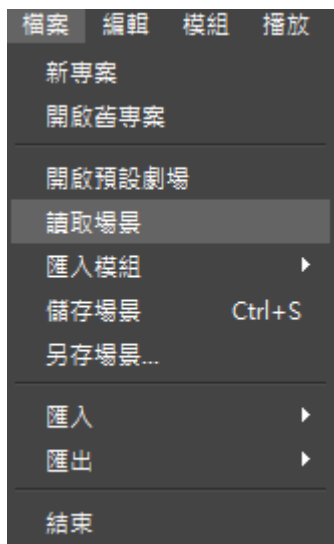 檔案 編輯 模組 播放
新專案
開啟舊專案
開啟預設劇場
讀取場景
匯入模組
儲存場景 Ctrl+S
另存場景...
匯入
匯出
結束